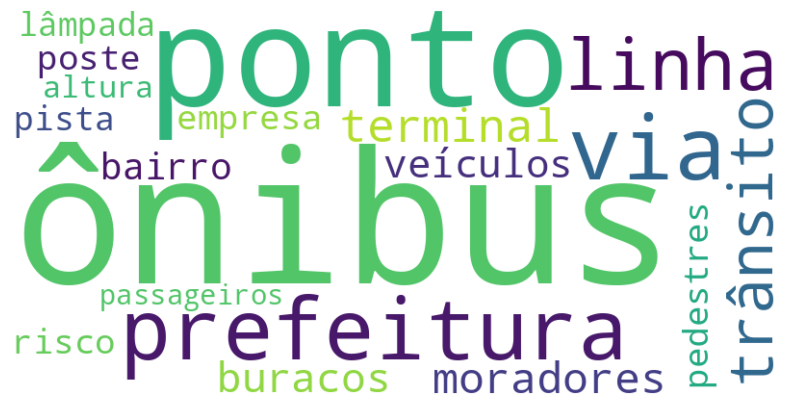 lâmpada
ponto
linha
poste
altura
pista
empresa
terminal
via
trânsito
bairro
veículos
ônibus
pedestres
passageiros
prefeitura
risco
buracos
moradores